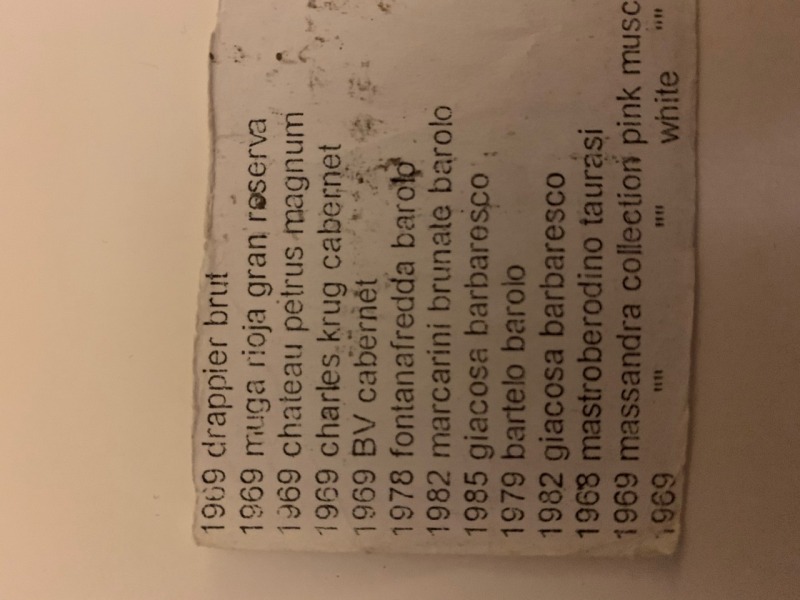 1969 drappier brut
1969 muga rioja gran reserva
1969 chateau petrus magnum
1969 charles krug cabernet
1969 BV cabernet
1978 fontanafredda barolo
1982 marcarini brunate barolo
1985 giacosa barbaresco
1979 bartelo barolo
1982 giacosa barbaresco
1968 mastroberodino taurasi
1969 massandra collection pink musc
1969 "" "" white ""